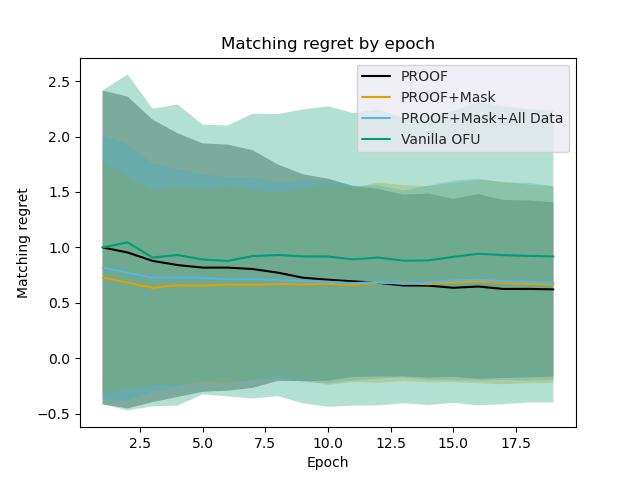 Matching regret by epoch
PROOF
PROOF+Mask
PROOF+Mask+All Data
Vanilla OFU
Matching regret
2.5
2.0
1.5
1.0
0.5
0.0
−0.5
2.5 5.0 7.5 10.0 12.5 15.0 17.5
Epoch